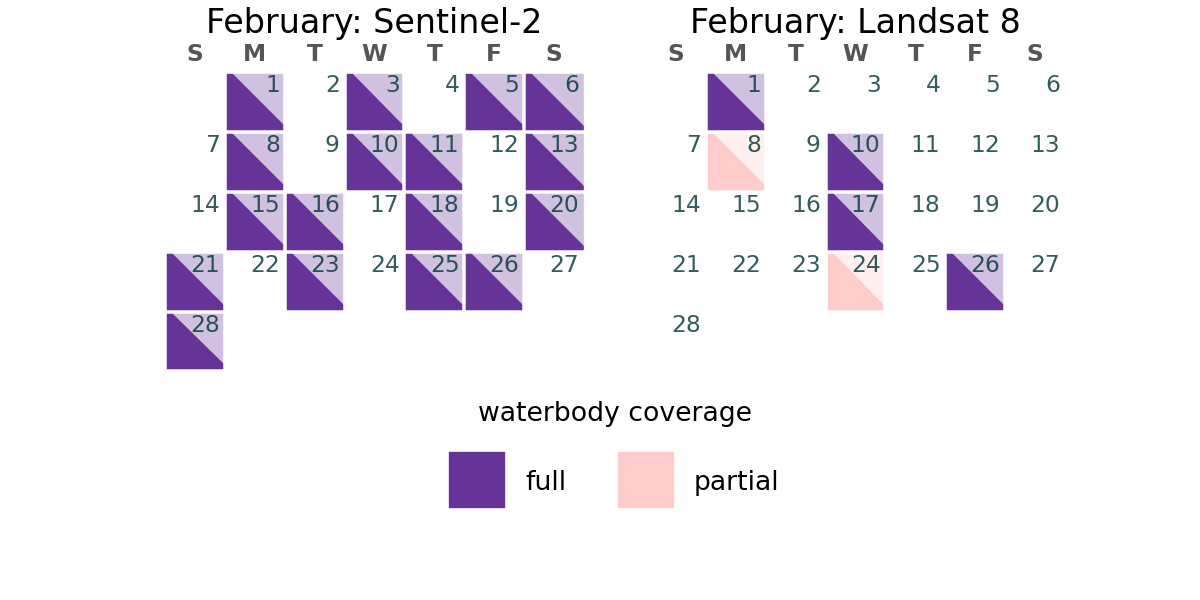 February: Sentinel-2
S M T W T F S
1 2 3 4 5 6
7 8 9 10 11 12 13
14 15 16 17 18 19 20
21 22 23 24 25 26 27
28
February: Landsat 8
S M T W T F S
1 2 3 4 5 6
7 8 9 10 11 12 13
14 15 16 17 18 19 20
21 22 23 24 25 26 27
28
waterbody coverage
full
partial